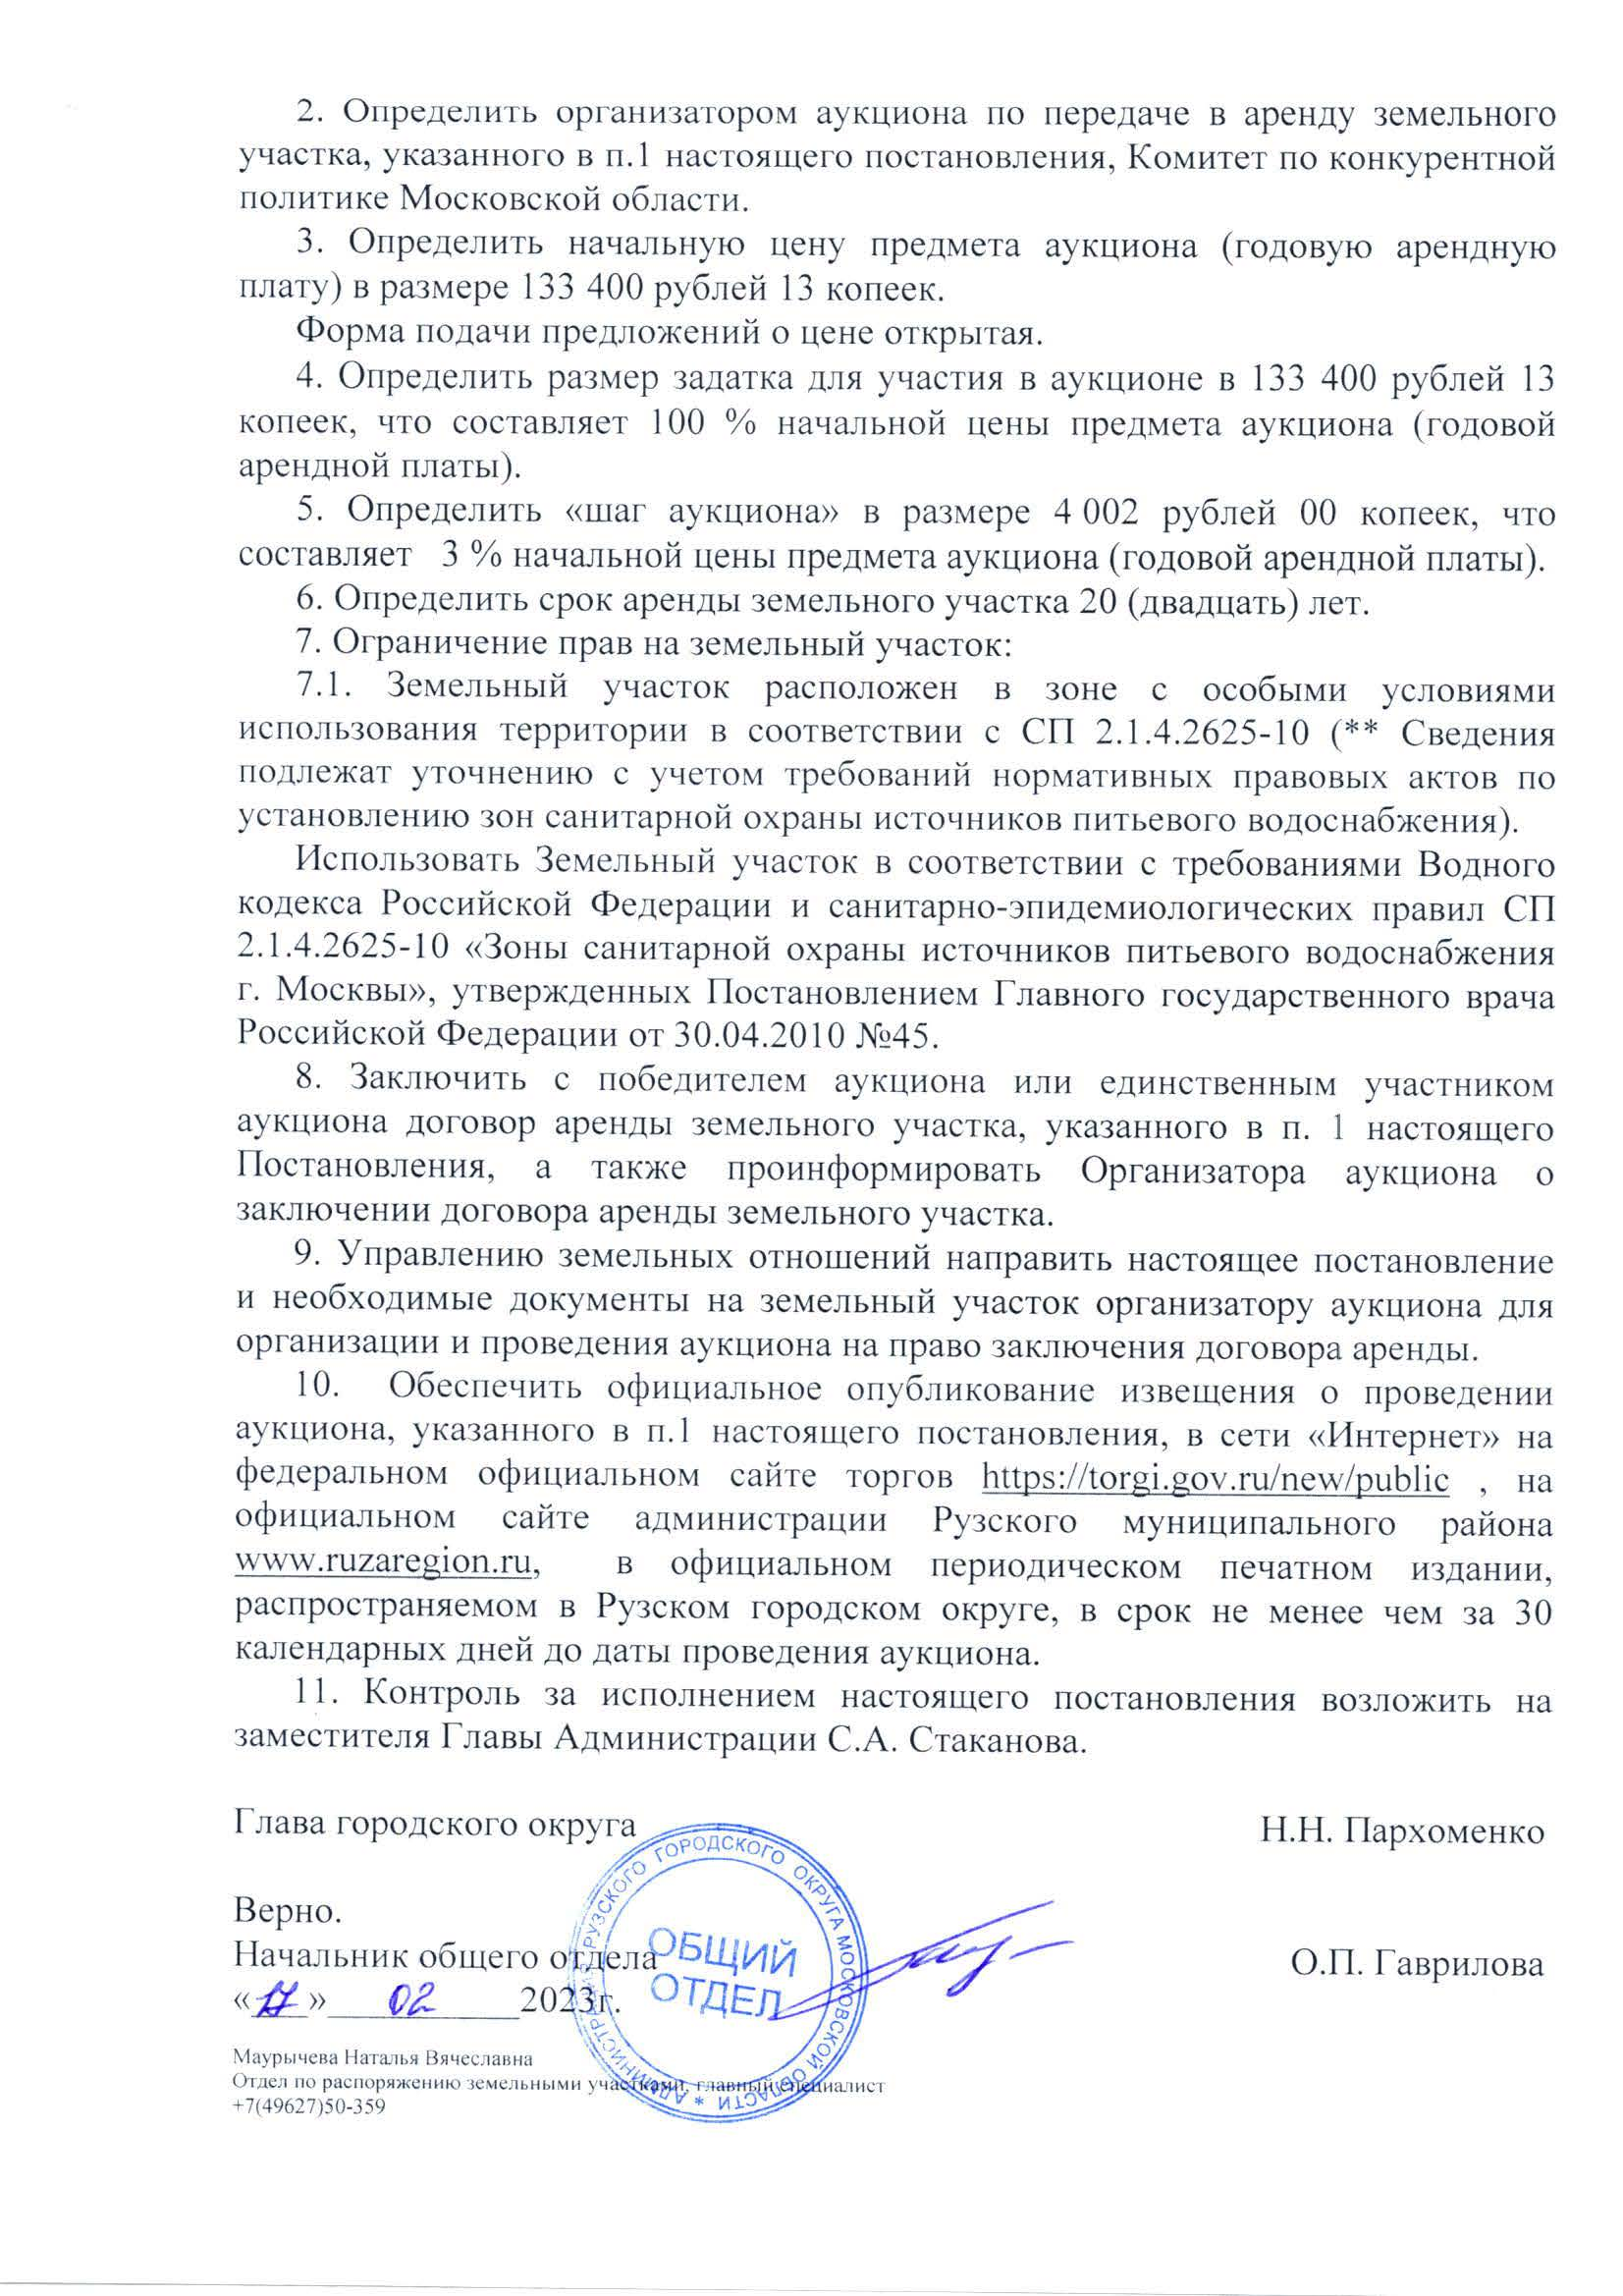 2. Определить организатором аукциона по передаче в аренду земельного
участка, указанного в п.1 настоящего постановления, Комитет по конкурентной
политике Московской области.
3. Определить начальную цену предмета аукциона (годовую арендную
плату) в размере 133 400 рублей 13 копеек.
Форма подачи предложений о цене открытая.
4. Определить размер задатка для участия в аукционе в 133 400 рублей 13
копеек, что составляет 100 % начальной цены предмета аукциона (годовой
арендной платы).
5. Определить «шаг аукциона» в размере 4 002 рублей 00 копеек, что
составляет 3 % начальной цены предмета аукциона (годовой арендной платы).
6. Определить срок аренды земельного участка 20 (двадцать) лет.
7. Ограничение прав на земельный участок:
7.1. Земельный участок расположен в зоне с особыми условиями
использования территории в соответствии с СП 2.1.4.2625-10 (** Сведения
подлежат уточнению с учетом требований нормативных правовых актов по
установлению зон санитарной охраны источников питьевого водоснабжения).
Использовать Земельный участок в соответствии с требованиями Водного
кодекса Российской Федерации и санитарно-эпидемиологических правил СП
2.1.4.2625-10 «Зоны санитарной охраны источников питьевого водоснабжения
г. Москвы», утвержденных Постановлением Главного государственного врача
Российской Федерации от 30.04.2010 №45.
8. Заключить с победителем аукциона или единственным участником
аукциона договор аренды земельного участка, указанного в п. 1 настоящего
Постановления, а также проинформировать Организатора аукциона о
заключении договора аренды земельного участка.
9. Управлению земельных отношений направить настоящее постановление
и необходимые документы на земельный участок организатору аукциона для
организации и проведения аукциона на право заключения договора аренды.
10. Обеспечить официальное опубликование извещения о проведении
аукциона, указанного в п.1 настоящего постановления, в сети «Интернет» на
федеральном официальном сайте торгов https://torgi.gov.ru/new/public , на
официальном сайте администрации Рузского муниципального района
www.ruzaregion.ru, в официальном периодическом печатном издании,
распространяемом в Рузском городском округе, в срок не менее чем за 30
календарных дней до даты проведения аукциона.
11. Контроль за исполнением настоящего постановления возложить на
заместителя Главы Администрации С.А. Стаканова.
Глава городского округа Н.Н. Пархоменко
Верно.
Начальник общего отдела О.П. Гаврилова
«17» 02 2023г.
АДМИНИСТРАЦИЯ РУЗСКОГО ГОРОДСКОГО ОКРУГА МОСКОВСКОЙ ОБЛАСТИ *
ОБЩИЙ
ОТДЕЛ
Маурычева Наталья Вячеславна
Отдел по распоряжению земельными участками, главный специалист
+7(49627)50-359